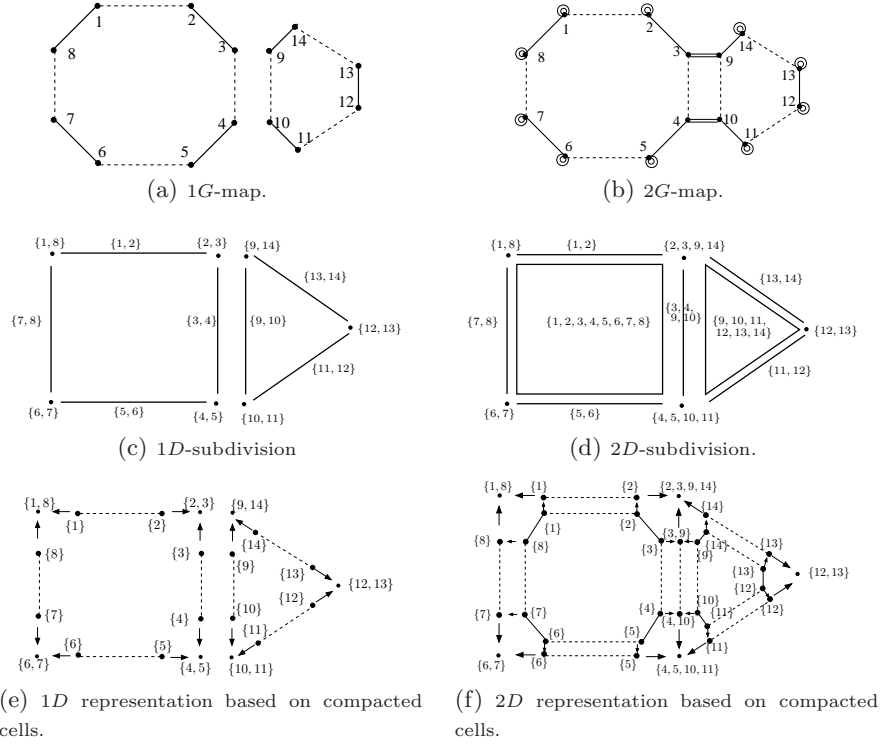 1 2
8 3
7 4
6 5
14
9 13
12
10
11
(a) 1G-map.
1 2
8 3 9 14
13
7 4 10 12
6 5 11
(b) 2G-map.
{1, 8} {1, 2} {2, 3} {9, 14}
{13, 14}
{7, 8} {3, 4} {9, 10} {12, 13}
{11, 12}
{6, 7} {5, 6} {4, 5} {10, 11}
(c) 1D-subdivision
{1, 8} {1, 2} {2, 3, 9, 14}
{13, 14}
{7, 8} {1, 2, 3, 4, 5, 6, 7, 8} {3, 4, 9, 10} {9, 10, 11, 12, 13, 14} {12, 13}
{11, 12}
{6, 7} {5, 6} {4, 5, 10, 11}
(d) 2D-subdivision.
{1, 8} {1} {2} {2, 3} {9, 14}
{14}
{8} {3} {9} {13}
{12, 13}
{7} {4} {10} {12}
{6} {5} {11}
{6, 7} {4, 5} {10, 11}
(e) 1D representation based on compacted
cells.
{1, 8} {1} {2} {2, 3, 9, 14}
{14}
{1} {2}
{8} {8} {3} {3, 9} {9} {14} {13}
{13} {12, 13}
{12}
{7} {7} {4} {4, 10} {10} {11} {12}
{6} {5} {11}
{6, 7} {6} {5} {4, 5, 10, 11}
(f) 2D representation based on compacted
cells.